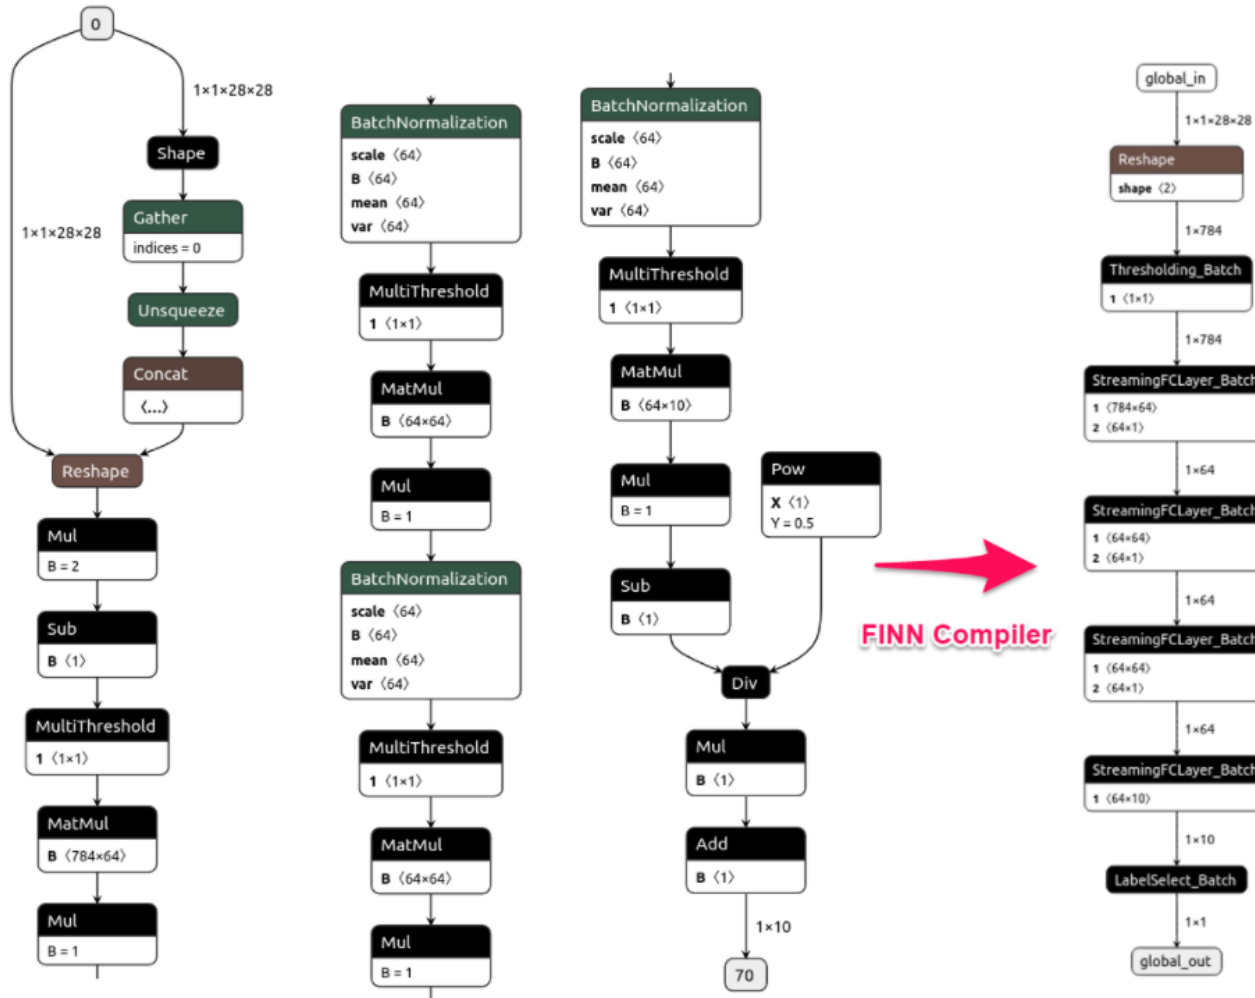 0
1×1×28×28
Shape
Gather
indices = 0
1×1×28×28
Unsqueeze
Concat
⟨...⟩
Reshape
Mul
B = 2
Sub
B ⟨1⟩
MultiThreshold
1 ⟨1×1⟩
MatMul
B ⟨784×64⟩
Mul
B = 1
BatchNormalization
scale ⟨64⟩
B ⟨64⟩
mean ⟨64⟩
var ⟨64⟩
MultiThreshold
1 ⟨1×1⟩
MatMul
B ⟨64×64⟩
Mul
B = 1
BatchNormalization
scale ⟨64⟩
B ⟨64⟩
mean ⟨64⟩
var ⟨64⟩
MultiThreshold
1 ⟨1×1⟩
MatMul
B ⟨64×64⟩
Mul
B = 1
BatchNormalization
scale ⟨64⟩
B ⟨64⟩
mean ⟨64⟩
var ⟨64⟩
MultiThreshold
1 ⟨1×1⟩
MatMul
B ⟨64×10⟩
Mul
B = 1
Pow
X ⟨1⟩
Y = 0.5
Sub
B ⟨1⟩
Div
Mul
B ⟨1⟩
Add
B ⟨1⟩
1×10
70
FINN Compiler
global_in
1×1×28×28
Reshape
shape ⟨2⟩
1×784
Thresholding_Batch
1 ⟨1×1⟩
1×784
StreamingFCLayer_Batch
1 ⟨784×64⟩
2 ⟨64×1⟩
1×64
StreamingFCLayer_Batch
1 ⟨64×64⟩
2 ⟨64×1⟩
1×64
StreamingFCLayer_Batch
1 ⟨64×64⟩
2 ⟨64×1⟩
1×64
StreamingFCLayer_Batch
1 ⟨64×10⟩
1×10
LabelSelect_Batch
1×1
global_out